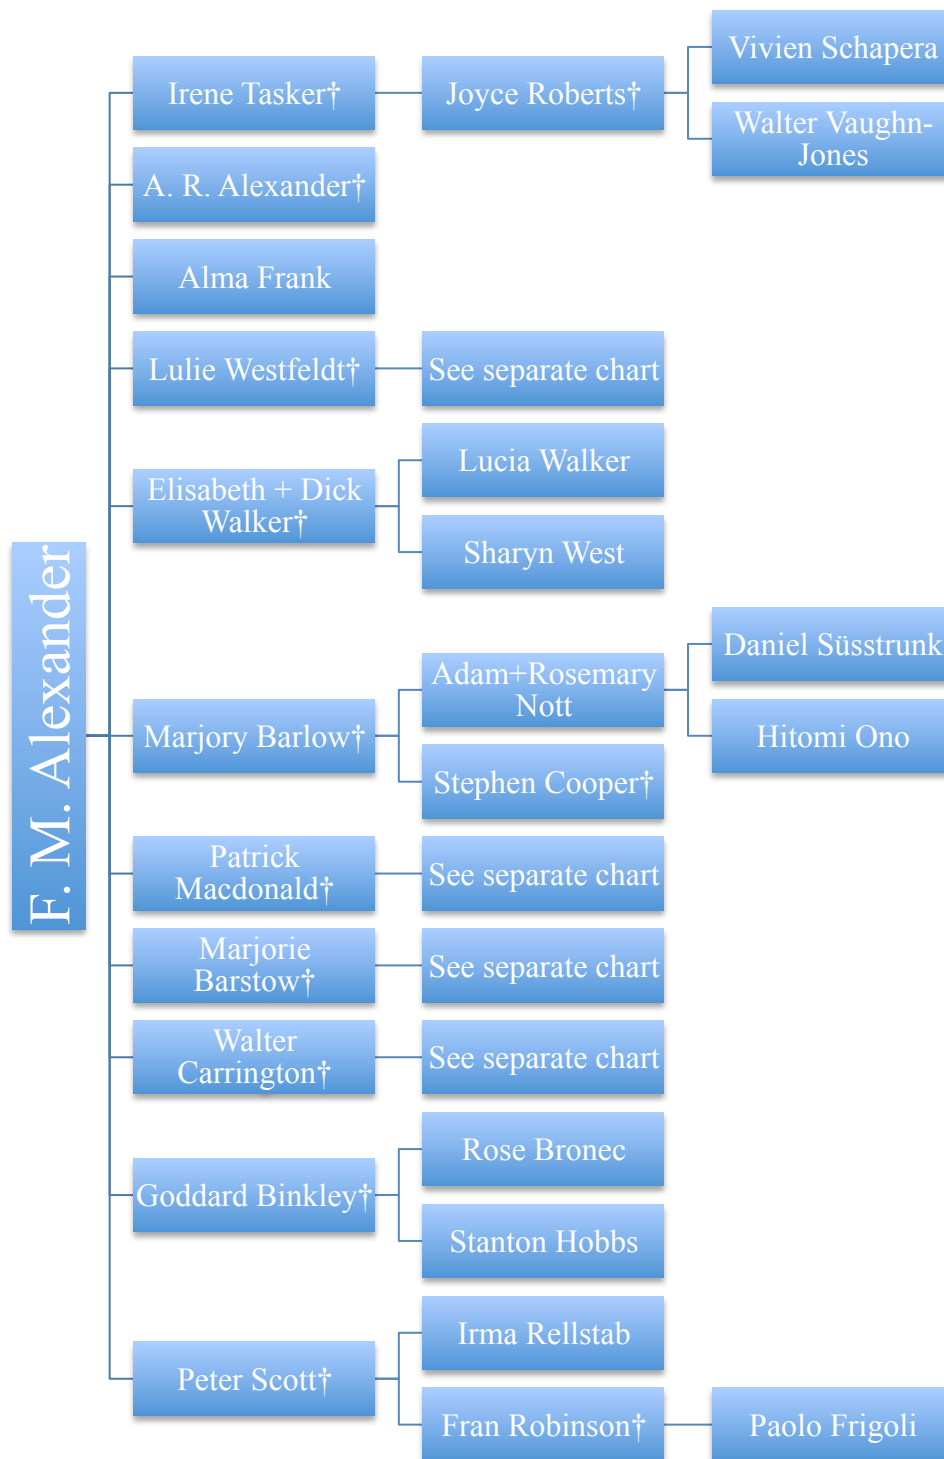 F. M. Alexander
Irene Tasker†
Joyce Roberts†
Vivien Schapera
Walter Vaughn-
Jones
A. R. Alexander†
Alma Frank
Lulie Westfeldt†
See separate chart
Elisabeth + Dick
Walker†
Lucia Walker
Sharyn West
Marjory Barlow†
Adam+Rosemary
Nott
Daniel Süsstrunk
Hitomi Ono
Stephen Cooper†
Patrick
Macdonald†
See separate chart
Marjorie
Barstow†
See separate chart
Walter
Carrington†
See separate chart
Goddard Binkley†
Rose Bronec
Stanton Hobbs
Peter Scott†
Irma Rellstab
Fran Robinson†
Paolo Frigoli